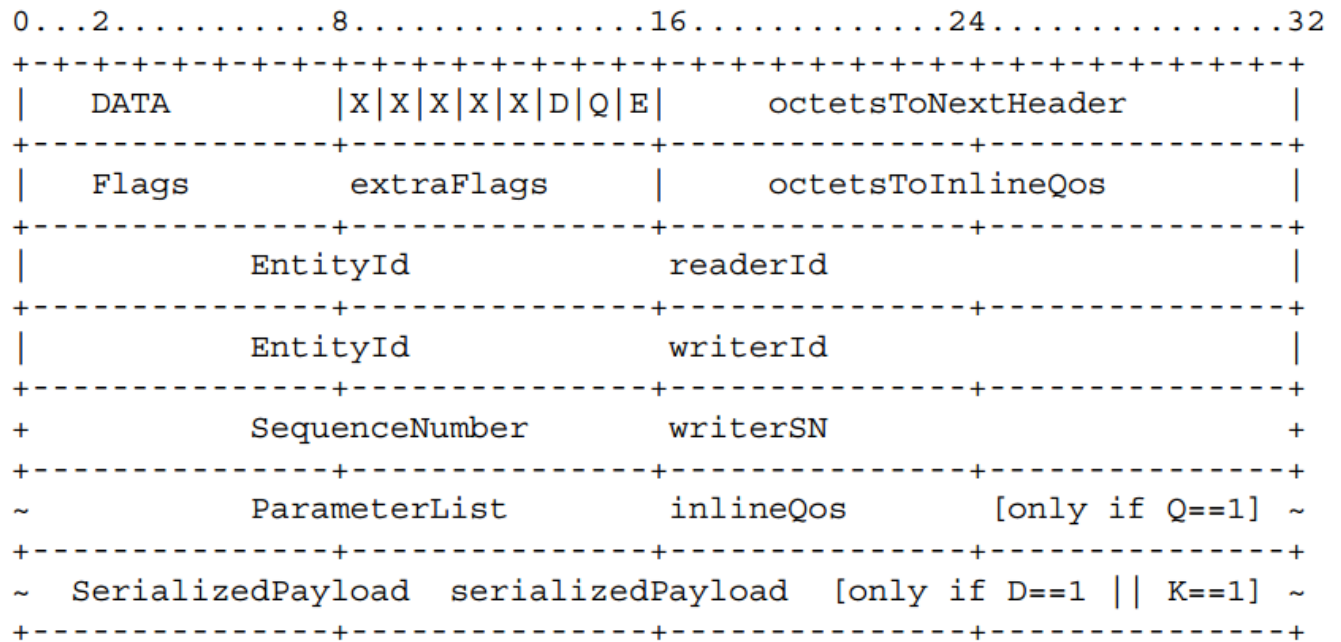 0...2...........8...............16.............24...............32
+-+-+-+-+-+-+-+-+-+-+-+-+-+-+-+-+-+-+-+-+-+-+-+-+-+-+-+-+-+-+-+-+
|   DATA        |X|X|X|X|X|D|Q|E|     octetsToNextHeader        |
+---------------+---------------+---------------+---------------+
|   Flags        extraFlags     |     octetsToInlineQos         |
+---------------+---------------+---------------+---------------+
|           EntityId             readerId                       |
+---------------+---------------+---------------+---------------+
|           EntityId             writerId                       |
+---------------+---------------+---------------+---------------+
+           SequenceNumber       writerSN                       +
+---------------+---------------+---------------+---------------+
~           ParameterList        inlineQos       [only if Q==1] ~
+---------------+---------------+---------------+---------------+
~  SerializedPayload  serializedPayload  [only if D==1 || K==1] ~
+---------------+---------------+---------------+---------------+